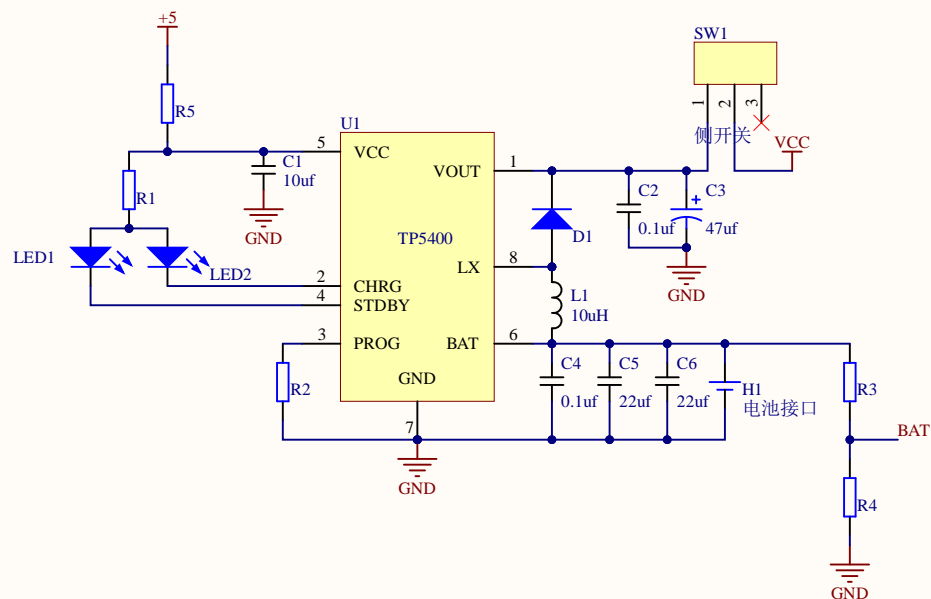 +5
SW1
R5
U1
1
2
3
侧开关
VCC
C1
10uf
5
VCC
VOUT
1
R1
C2
C3
+
0.1uf
47uf
GND
D1
TP5400
LED1
LED2
LX
8
2
CHRG
4
STDBY
L1
10uH
GND
3
PROG
BAT
6
R2
GND
C4
C5
C6
0.1uf
22uf
22uf
H1
电池接口
R3
7
BAT
GND
R4
GND